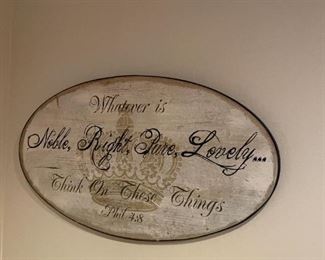 Whatever is
Noble, Right, Pure, Lovely...
Think On These Things
Phil 4:8